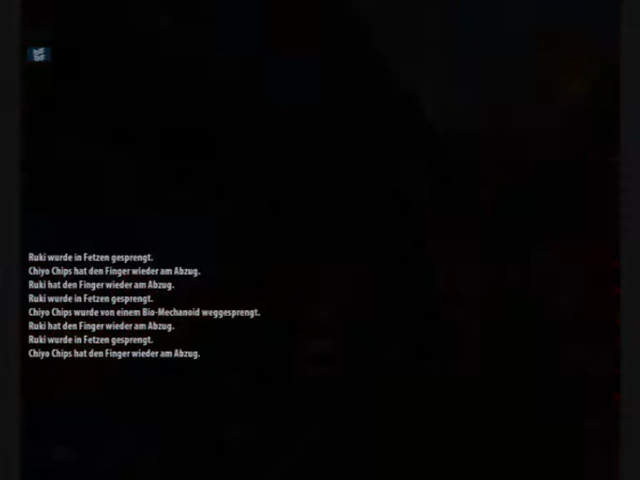 Ruki wurde in Fetzen gesprengt.
Chiyo Chips hat den Finger wieder am Abzug.
Ruki hat den Finger wieder am Abzug.
Ruki wurde in Fetzen gesprengt.
Chiyo Chips wurde von einem Bio-Mechanoid weggesprengt.
Ruki hat den Finger wieder am Abzug.
Ruki wurde in Fetzen gesprengt.
Chiyo Chips hat den Finger wieder am Abzug.